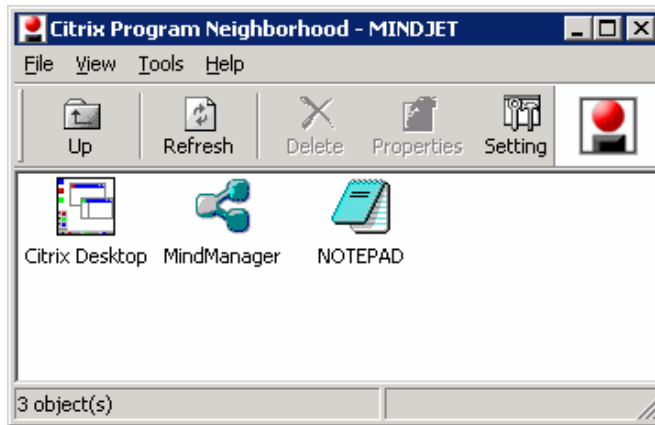 Citrix Program Neighborhood - MINDJET
File View Tools Help
Up Refresh Delete Properties Setting
Citrix Desktop MindManager NOTEPAD
3 object(s)